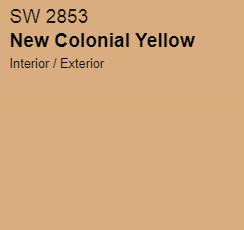 SW 2853
New Colonial Yellow
Interior / Exterior